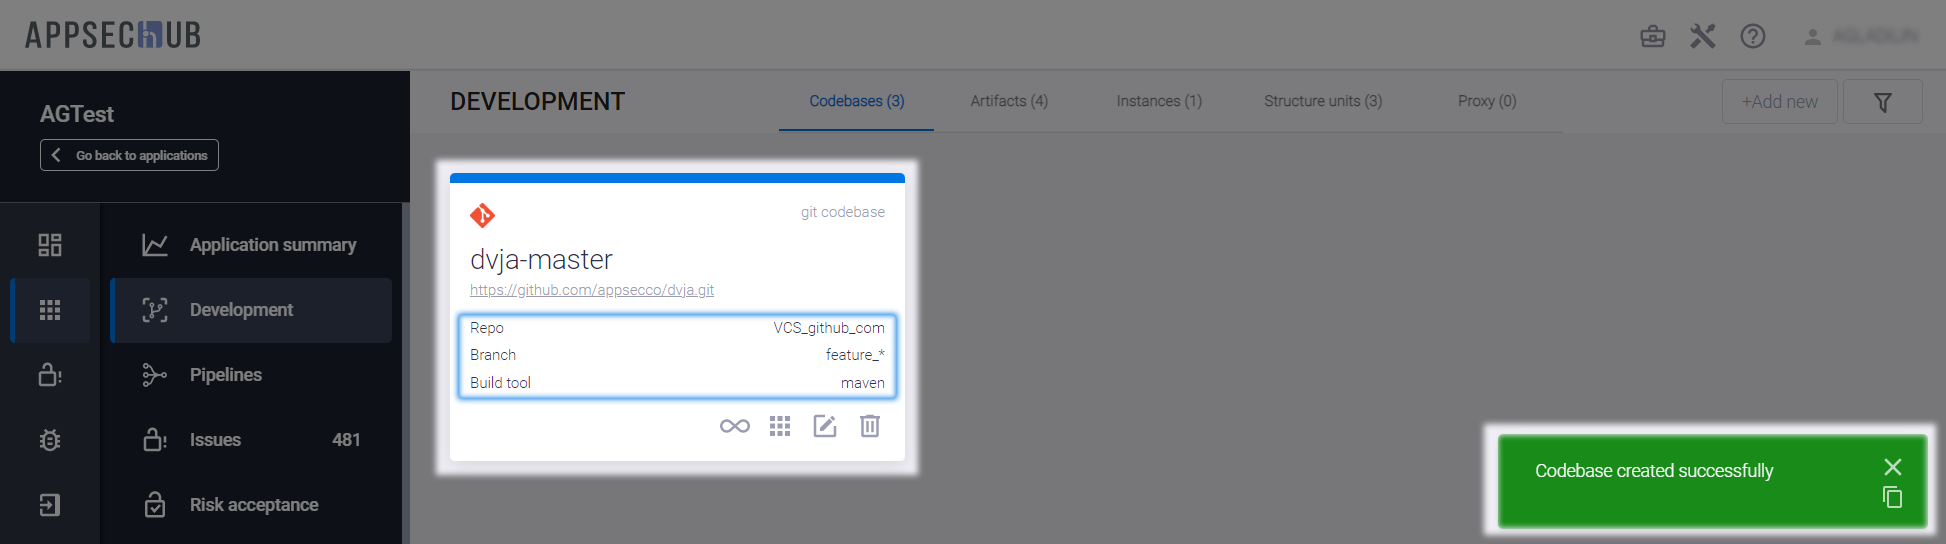 APPSECHUB
AGTest
Go back to applications
DEVELOPMENT
Codebases (3)
Artifacts (4)
Instances (1)
Structure units (3)
Proxy (0)
+Add new
Application summary
Development
Pipelines
Issues 481
Risk acceptance
git codebase
dvja-master
https://github.com/appsecco/dvja.git
Repo VCS_github_com
Branch feature_*
Build tool maven
Codebase created successfully